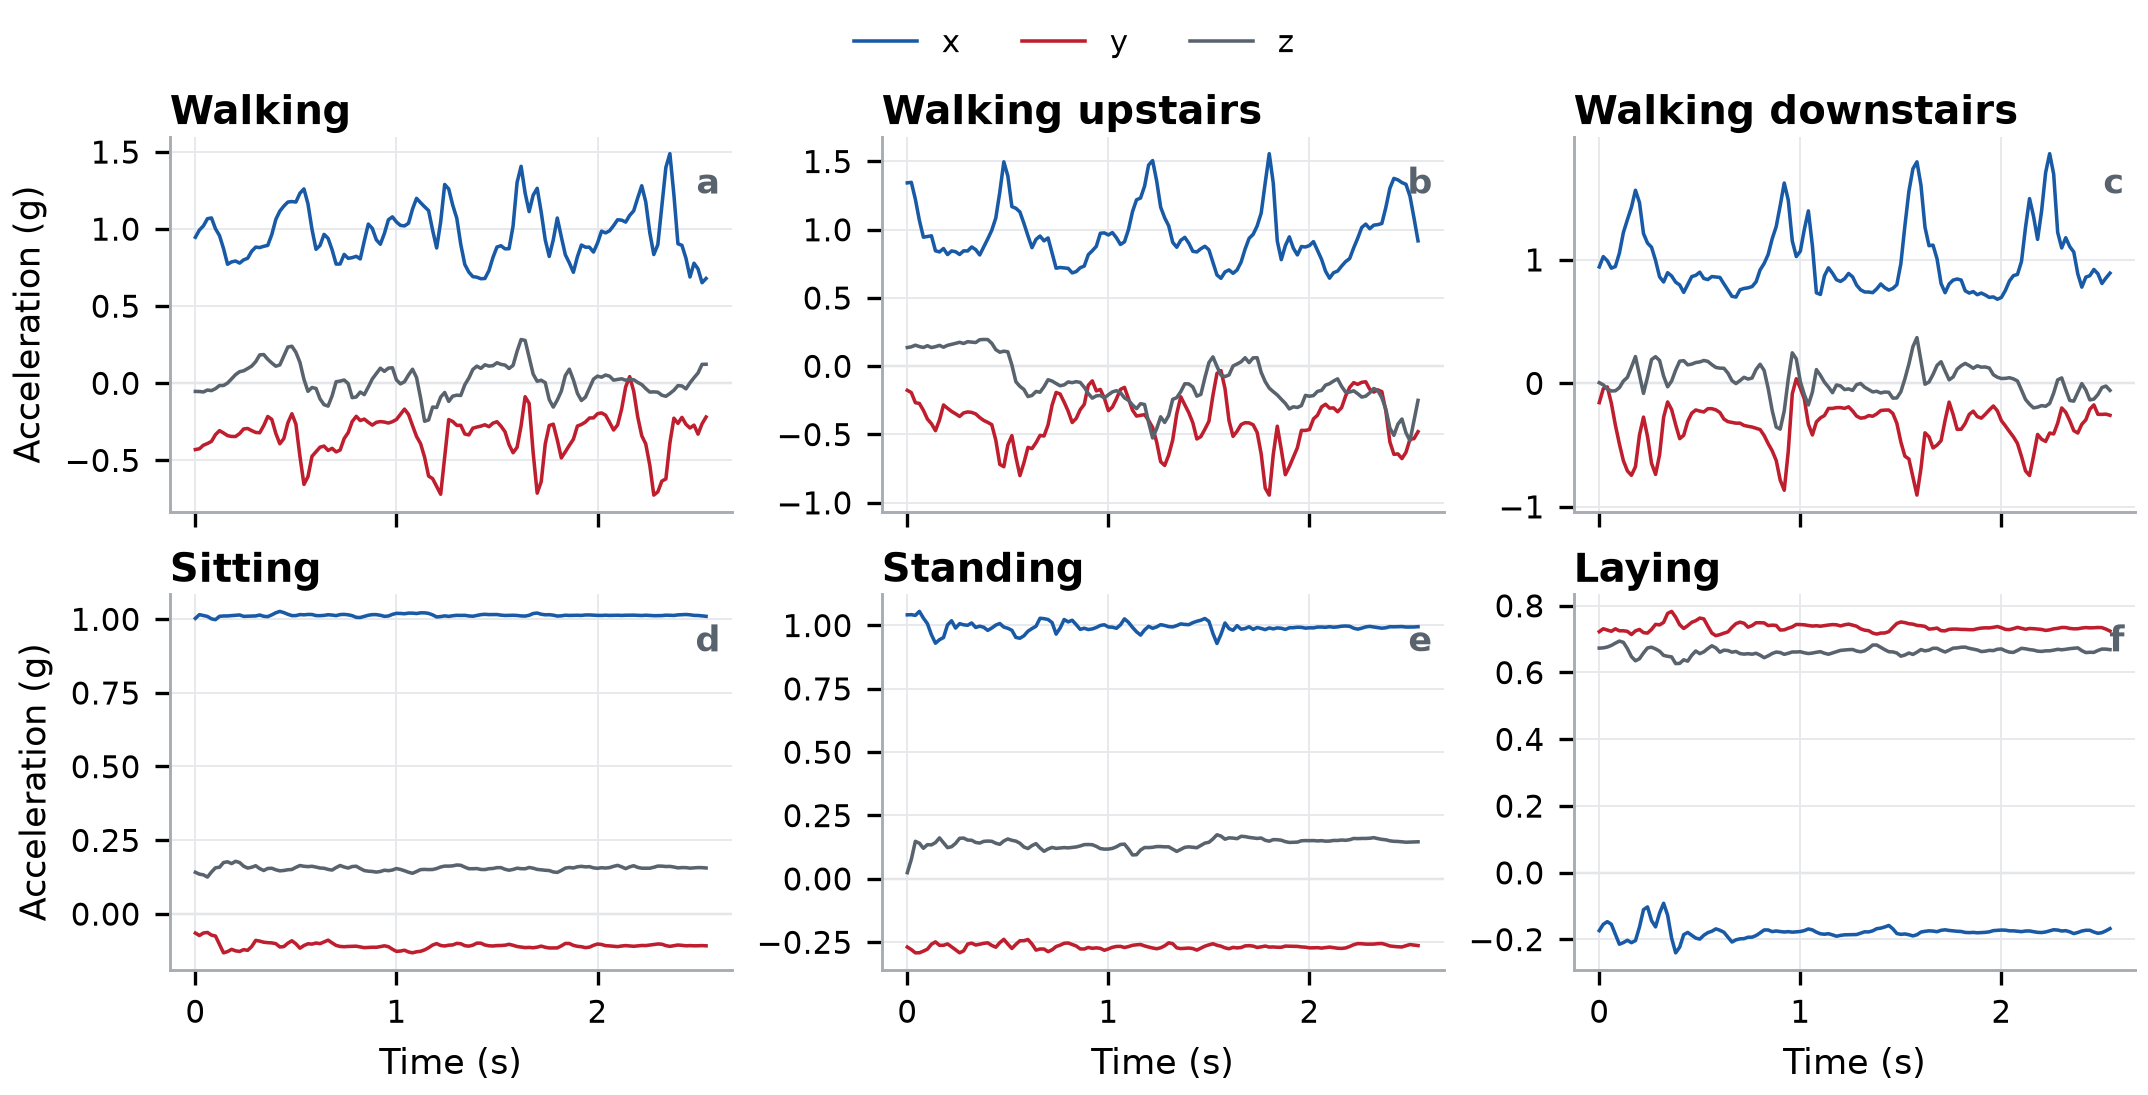 x y z
Walking
Walking upstairs
Walking downstairs
Acceleration (g)
1.5
1.0
0.5
0.0
−0.5
a
1.5
1.0
0.5
0.0
−0.5
−1.0
b
1
0
−1
c
Sitting
Standing
Laying
Acceleration (g)
1.00
0.75
0.50
0.25
0.00
d
1.00
0.75
0.50
0.25
0.00
−0.25
e
0.8
0.6
0.4
0.2
0.0
−0.2
f
0 1 2
0 1 2
0 1 2
Time (s)
Time (s)
Time (s)